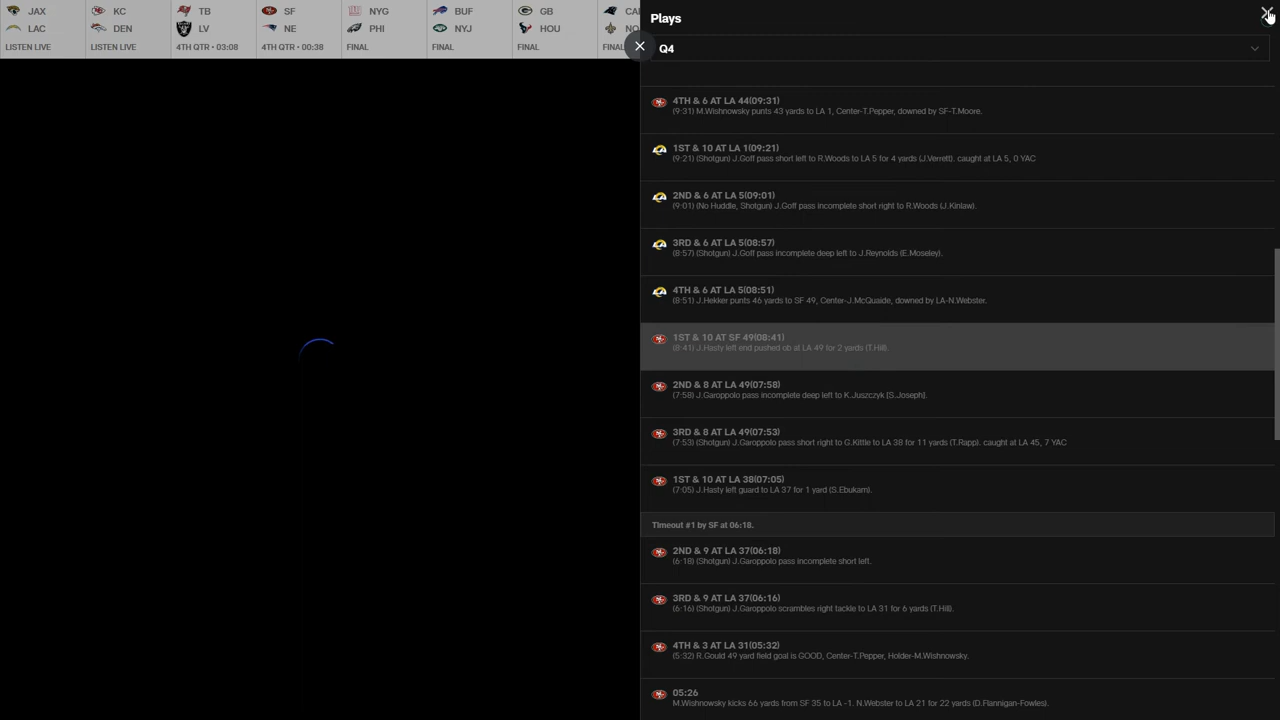 JAX
LAC
LISTEN LIVE
KC
DEN
LISTEN LIVE
TB
LV
4TH QTR • 03:08
SF
NE
4TH QTR • 00:38
NYG
PHI
FINAL
BUF
NYJ
FINAL
GB
HOU
FINAL
CA
NO
FINA
Plays
Q4
4TH & 6 AT LA 44(09:31)
(9:31) M.Wishnowsky punts 43 yards to LA 1, Center-T.Pepper, downed by SF-T.Moore.
1ST & 10 AT LA 1(09:21)
(9:21) (Shotgun) J.Goff pass short left to R.Woods to LA 5 for 4 yards (J.Verrett). caught at LA 5, 0 YAC
2ND & 6 AT LA 5(09:01)
(9:01) (No Huddle, Shotgun) J.Goff pass incomplete short right to R.Woods (J.Kinlaw).
3RD & 6 AT LA 5(08:57)
(8:57) (Shotgun) J.Goff pass incomplete deep left to J.Reynolds (E.Moseley).
4TH & 6 AT LA 5(08:51)
(8:51) J.Hekker punts 46 yards to SF 49, Center-J.McQuaide, downed by LA-N.Webster.
1ST & 10 AT SF 49(08:41)
(8:41) J.Hasty left end pushed ob at LA 49 for 2 yards (T.Hill).
2ND & 8 AT LA 49(07:58)
(7:58) J.Garoppolo pass incomplete deep left to K.Juszczyk [S.Joseph].
3RD & 8 AT LA 49(07:53)
(7:53) (Shotgun) J.Garoppolo pass short right to G.Kittle to LA 38 for 11 yards (T.Rapp). caught at LA 45, 7 YAC
1ST & 10 AT LA 38(07:05)
(7:05) J.Hasty left guard to LA 37 for 1 yard (S.Ebukam).
Timeout #1 by SF at 06:18.
2ND & 9 AT LA 37(06:18)
(6:18) (Shotgun) J.Garoppolo pass incomplete short left.
3RD & 9 AT LA 37(06:16)
(6:16) (Shotgun) J.Garoppolo scrambles right tackle to LA 31 for 6 yards (T.Hill).
4TH & 3 AT LA 31(05:32)
(5:32) R.Gould 49 yard field goal is GOOD, Center-T.Pepper, Holder-M.Wishnowsky.
05:26
M.Wishnowsky kicks 66 yards from SF 35 to LA -1. N.Webster to LA 21 for 22 yards (D.Flannigan-Fowles).